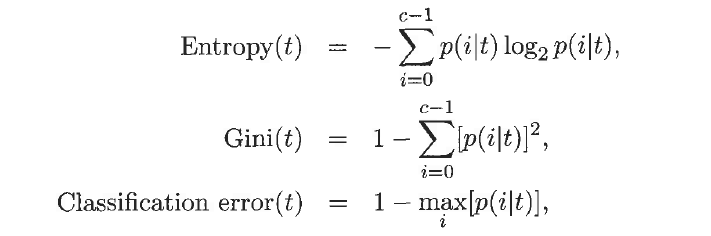 Entropy(t) = − ∑_{i=0}^{c−1} p(i|t) log₂ p(i|t),
Gini(t) = 1 − ∑_{i=0}^{c−1} [p(i|t)]²,
Classification error(t) = 1 − max_i [p(i|t)],